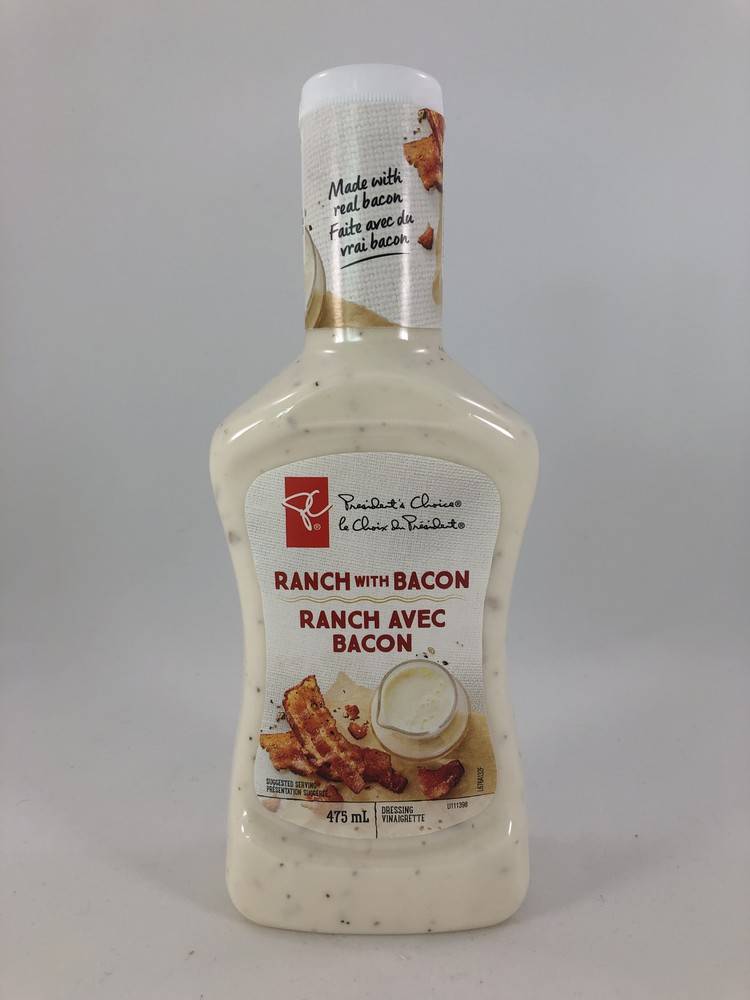 Made with
real bacon
Faite avec du
vrai bacon
PC®
President's Choice®
le Choix du Président®
RANCH WITH BACON
RANCH AVEC
BACON
SUGGESTED SERVING
PRÉSENTATION SUGGÉRÉE
475 mL
DRESSING
VINAIGRETTE
U111398